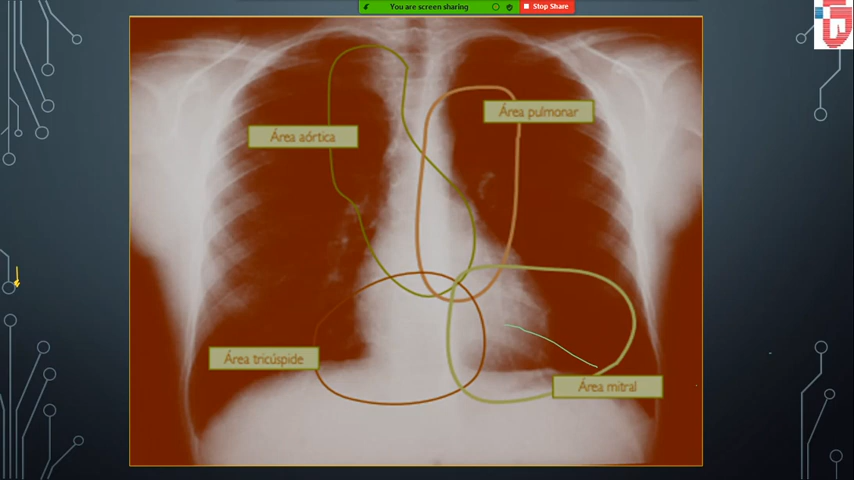 You are screen sharing
Stop Share
Área pulmonar
Área aórtica
Área tricúspide
Área mitral